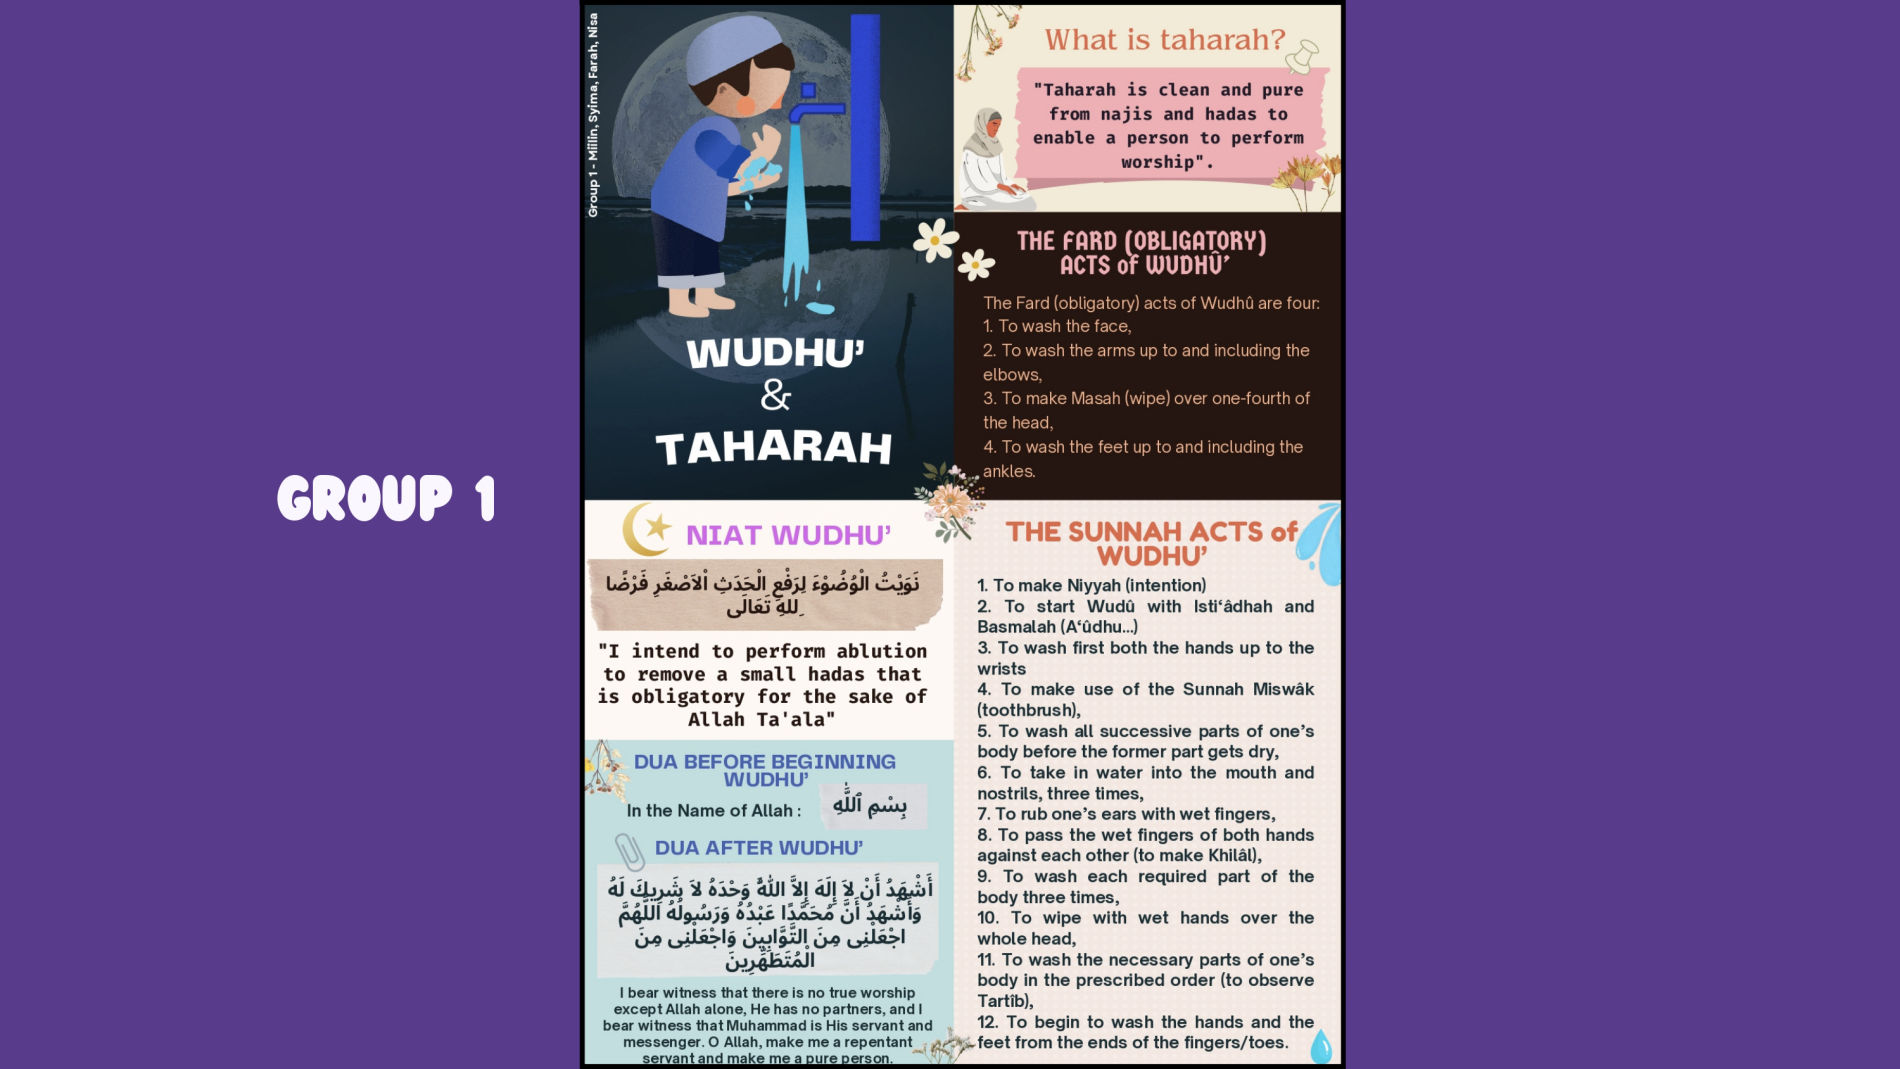 GROUP 1
Group 1 - Miilin, Syima, Farah, Nisa
WUDHU’
&
TAHARAH
What is taharah?
"Taharah is clean and pure
from najis and hadas to
enable a person to perform
worship".
THE FARD (OBLIGATORY)
ACTS of WUDHÛ’
The Fard (obligatory) acts of Wudhû are four:
1. To wash the face,
2. To wash the arms up to and including the
elbows,
3. To make Masah (wipe) over one-fourth of
the head,
4. To wash the feet up to and including the
ankles.
NIAT WUDHU’
نَوَيْتُ الْوُضُوْءَ لِرَفْعِ الْحَدَثِ اْلاَصْغَرِ فَرْضًا
ِللهِ تَعَالَى
"I intend to perform ablution
to remove a small hadas that
is obligatory for the sake of
Allah Ta'ala"
DUA BEFORE BEGINNING
WUDHU’
In the Name of Allah : بِسْمِ ٱللَّٰهِ
DUA AFTER WUDHU’
أَشْهَدُ أَنْ لاَ إِلَهَ إِلاَّ اللهُ وَحْدَهُ لاَ شَرِيكَ لَهُ
وَأَشْهَدُ أَنَّ مُحَمَّدًا عَبْدُهُ وَرَسُولُهُ اَللَّهُمَّ
اجْعَلْنِى مِنَ التَّوَّابِينَ وَاجْعَلْنِى مِنَ
الْمُتَطَهِّرِينَ
I bear witness that there is no true worship
except Allah alone, He has no partners, and I
bear witness that Muhammad is His servant and
messenger. O Allah, make me a repentant
servant and make me a pure person.
THE SUNNAH ACTS of
WUDHU’
1. To make Niyyah (intention)
2. To start Wudû with Isti‘âdhah and
Basmalah (A‘ûdhu...)
3. To wash first both the hands up to the
wrists
4. To make use of the Sunnah Miswâk
(toothbrush),
5. To wash all successive parts of one’s
body before the former part gets dry,
6. To take in water into the mouth and
nostrils, three times,
7. To rub one’s ears with wet fingers,
8. To pass the wet fingers of both hands
against each other (to make Khilâl),
9. To wash each required part of the
body three times,
10. To wipe with wet hands over the
whole head,
11. To wash the necessary parts of one’s
body in the prescribed order (to observe
Tartîb),
12. To begin to wash the hands and the
feet from the ends of the fingers/toes.